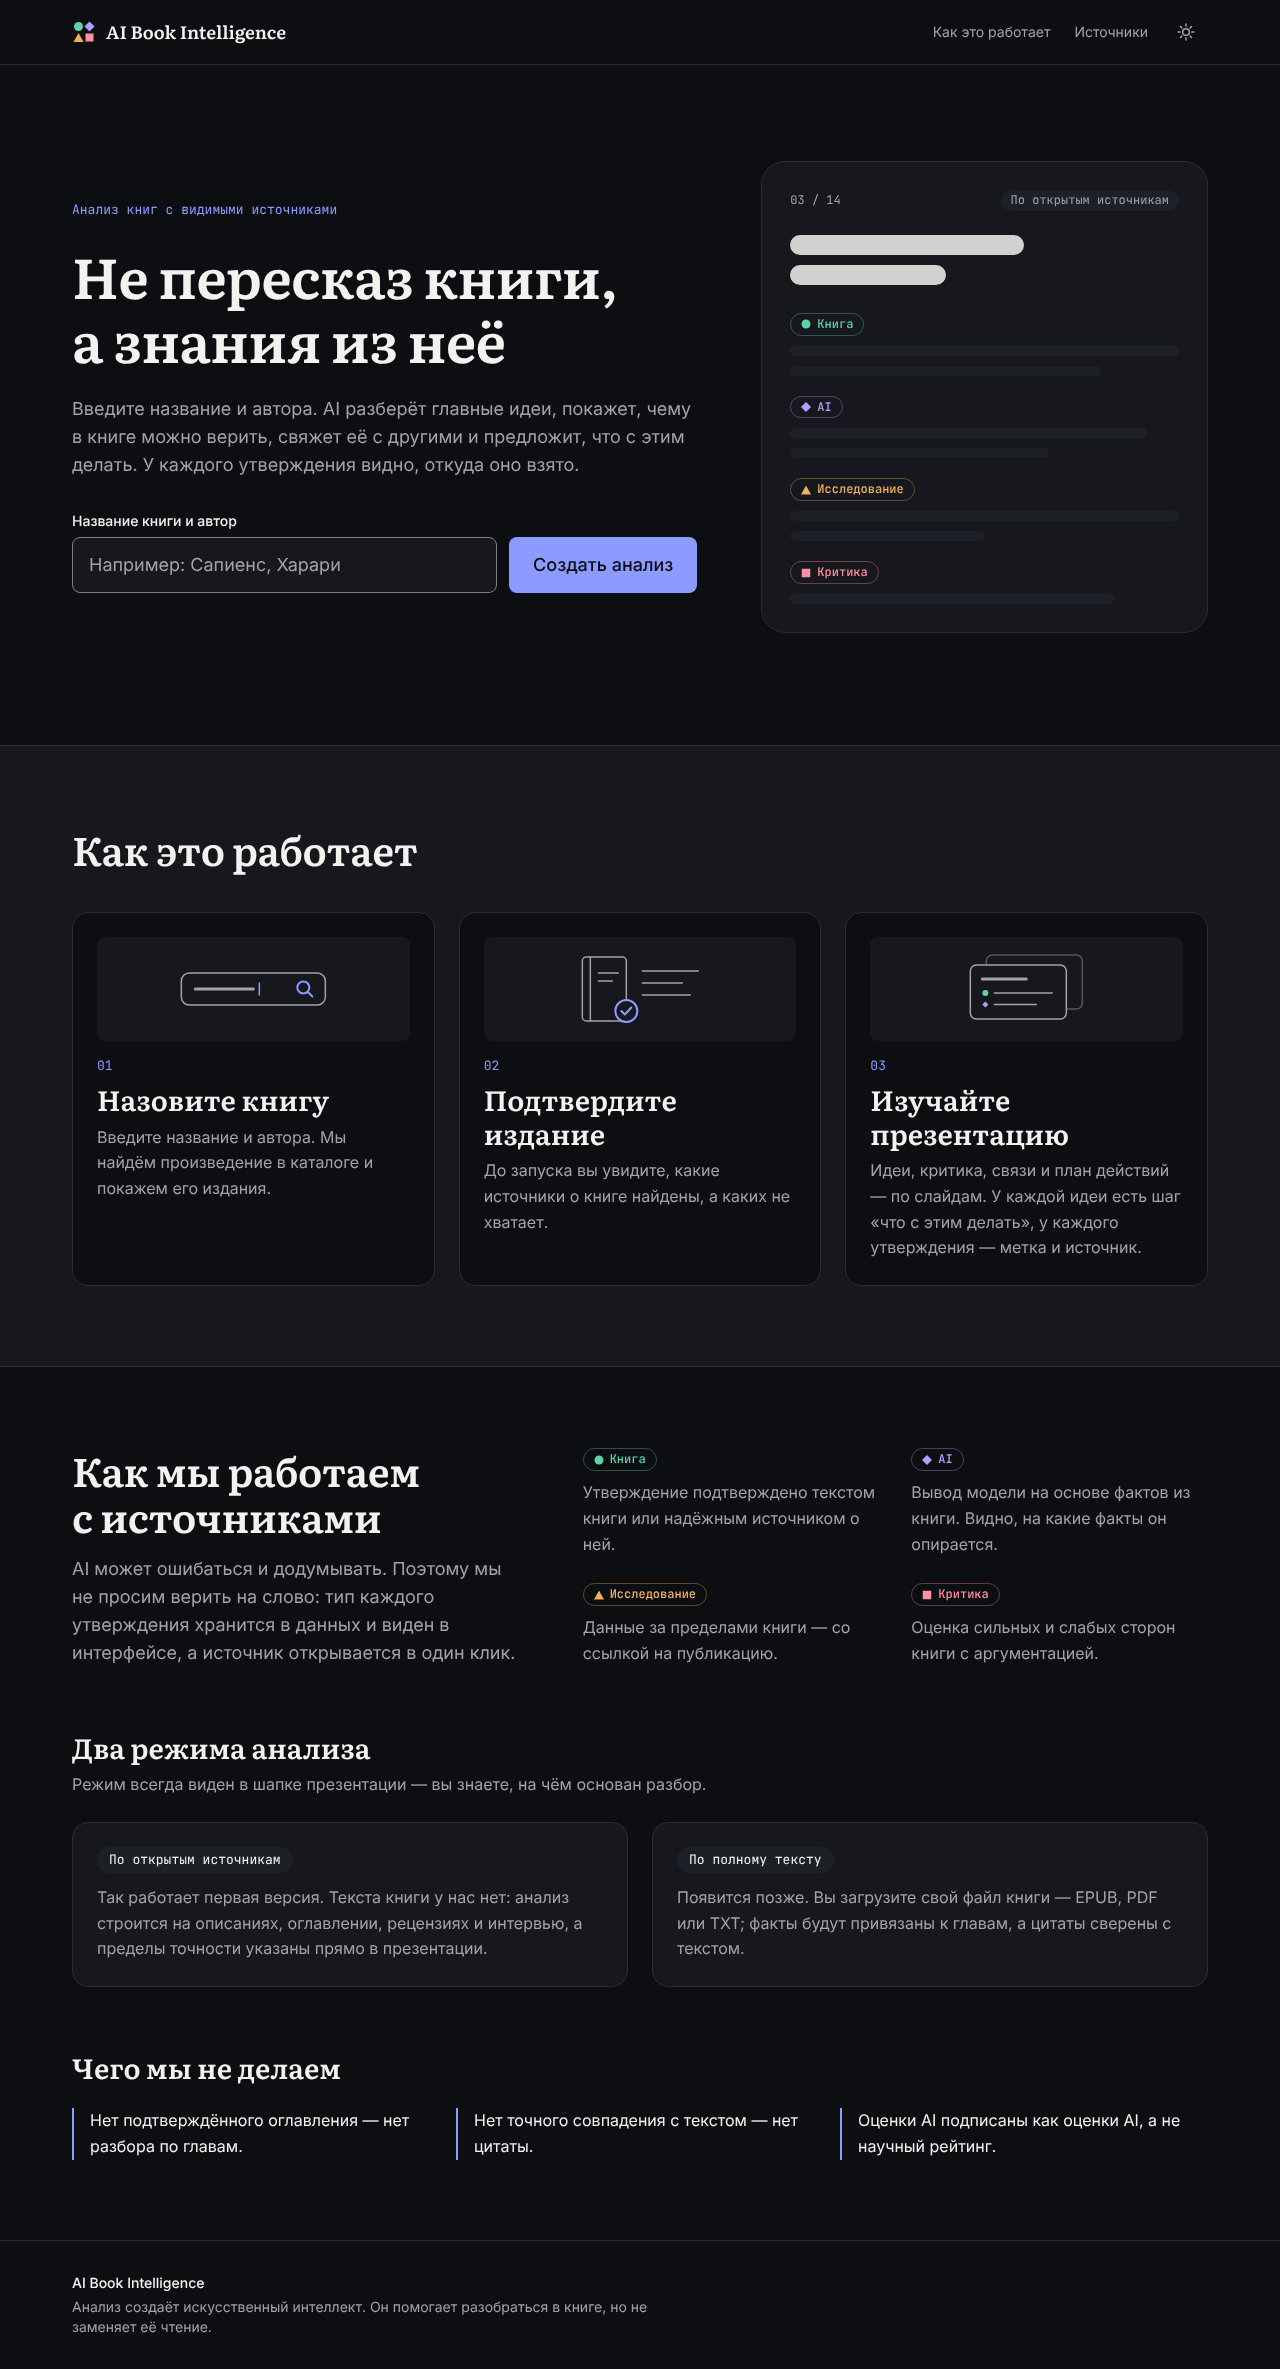 AI Book Intelligence
Как это работает
Источники
Анализ книг с видимыми источниками
Не пересказ книги,
а знания из неё
Введите название и автора. AI разберёт главные идеи, покажет, чему
в книге можно верить, свяжет её с другими и предложит, что с этим
делать. У каждого утверждения видно, откуда оно взято.
Название книги и автор
Например: Сапиенс, Харари
Создать анализ
03 / 14
По открытым источникам
Книга
AI
Исследование
Критика
Как это работает
01
Назовите книгу
Введите название и автора. Мы
найдём произведение в каталоге и
покажем его издания.
02
Подтвердите
издание
До запуска вы увидите, какие
источники о книге найдены, а каких не
хватает.
03
Изучайте
презентацию
Идеи, критика, связи и план действий
— по слайдам. У каждой идеи есть шаг
«что с этим делать», у каждого
утверждения — метка и источник.
Как мы работаем
с источниками
AI может ошибаться и додумывать. Поэтому мы
не просим верить на слово: тип каждого
утверждения хранится в данных и виден в
интерфейсе, а источник открывается в один клик.
Книга
Утверждение подтверждено текстом
книги или надёжным источником о
ней.
AI
Вывод модели на основе фактов из
книги. Видно, на какие факты он
опирается.
Исследование
Данные за пределами книги — со
ссылкой на публикацию.
Критика
Оценка сильных и слабых сторон
книги с аргументацией.
Два режима анализа
Режим всегда виден в шапке презентации — вы знаете, на чём основан разбор.
По открытым источникам
Так работает первая версия. Текста книги у нас нет: анализ
строится на описаниях, оглавлении, рецензиях и интервью, а
пределы точности указаны прямо в презентации.
По полному тексту
Появится позже. Вы загрузите свой файл книги — EPUB, PDF
или TXT; факты будут привязаны к главам, а цитаты сверены с
текстом.
Чего мы не делаем
Нет подтверждённого оглавления — нет
разбора по главам.
Нет точного совпадения с текстом — нет
цитаты.
Оценки AI подписаны как оценки AI, а не
научный рейтинг.
AI Book Intelligence
Анализ создаёт искусственный интеллект. Он помогает разобраться в книге, но не
заменяет её чтение.